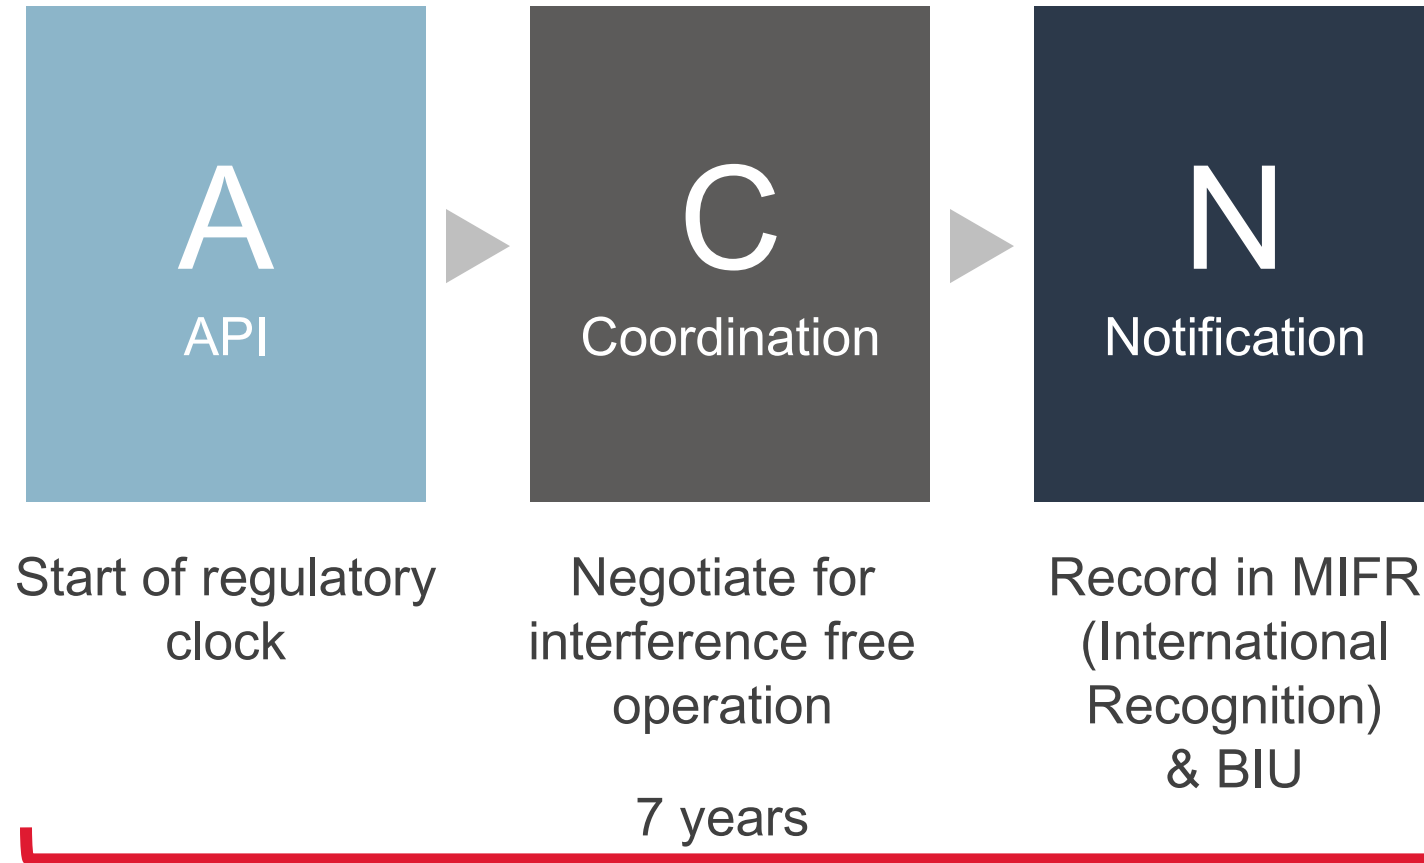 A
API
Start of regulatory
clock
C
Coordination
Negotiate for
interference free
operation
N
Notification
Record in MIFR
(International
Recognition)
& BIU
7 years